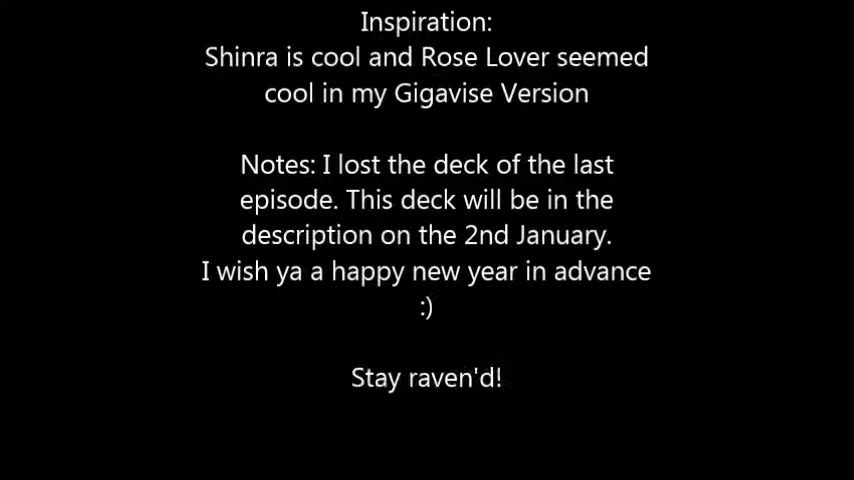 Inspiration:
Shinra is cool and Rose Lover seemed
cool in my Gigavise Version
Notes: I lost the deck of the last
episode. This deck will be in the
description on the 2nd January.
I wish ya a happy new year in advance
:)
Stay raven'd!